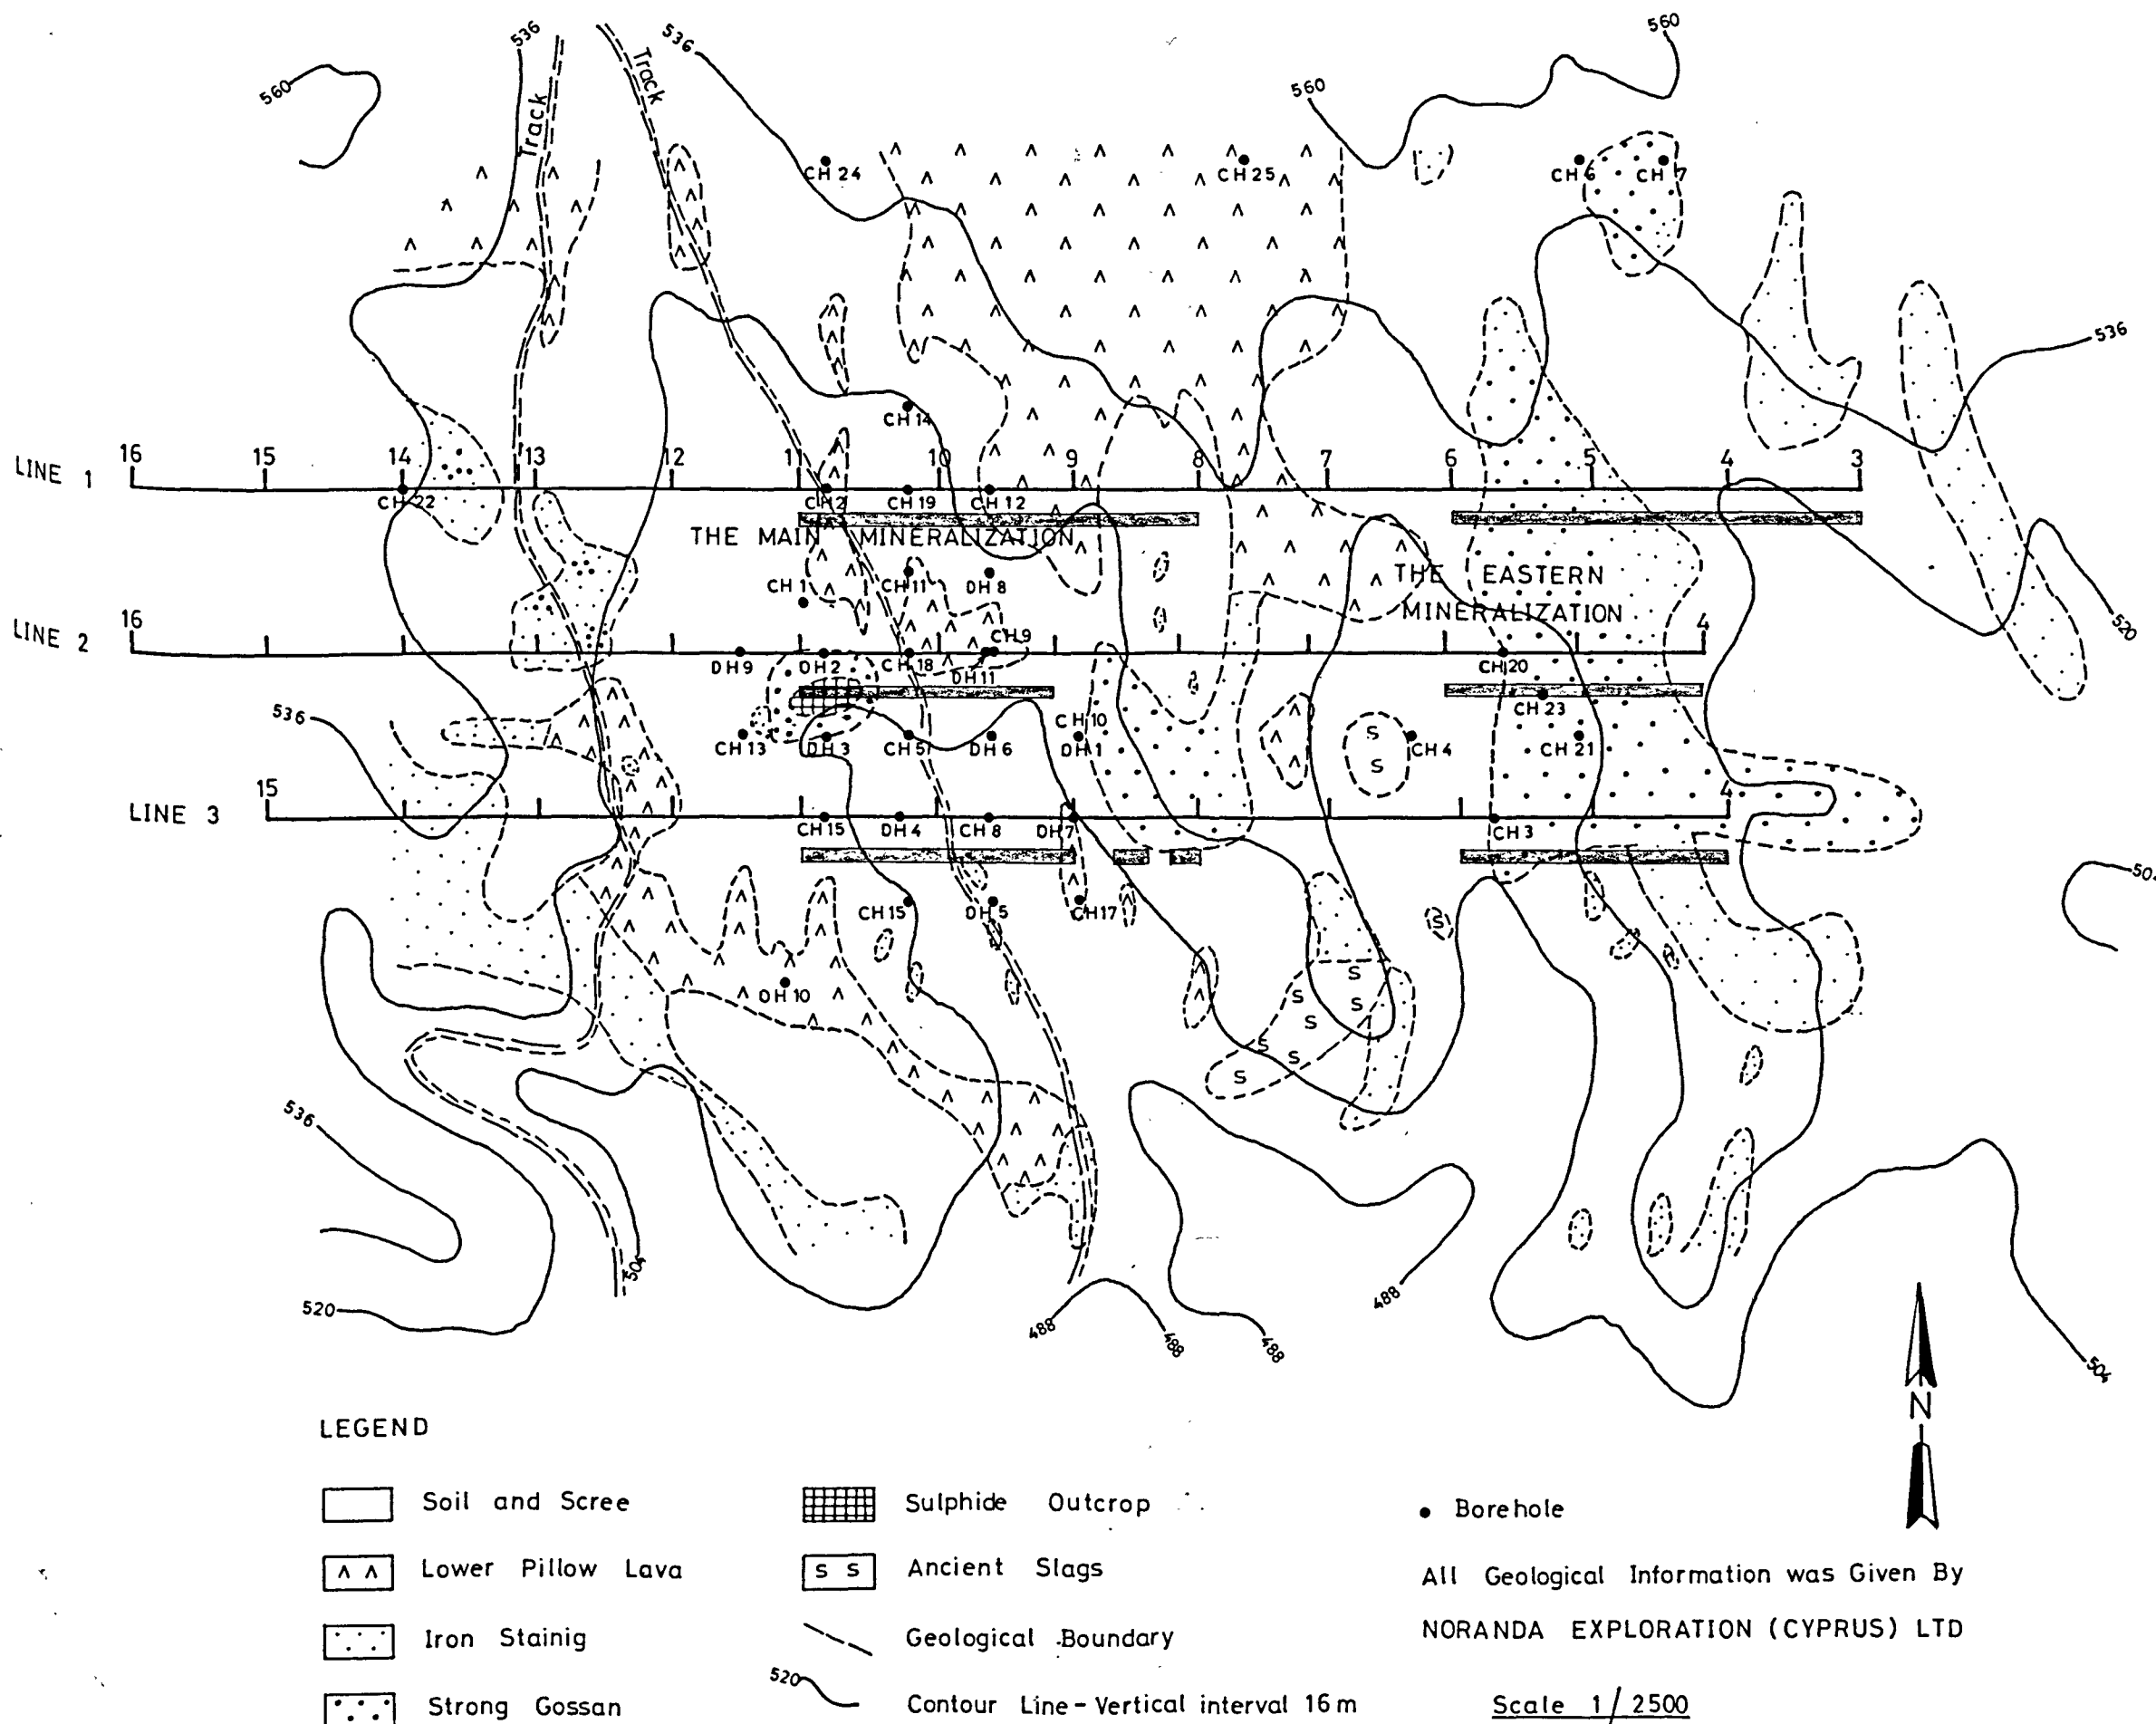 536
536
560
560
560
Track
Track
CH 24
CH 25
CH 6
CH 7
536
CH 14
LINE 1
16 15 14 13 12 11 10 9 8 7 6 5 4 3
CH 22
CH 2
CH 19
CH 12
THE MAIN MINERALIZATION
CH 1
CH 11
DH 8
THE EASTERN
MINERALIZATION
520
LINE 2
16
4
CH 9
DH 9
DH 2
CH 18
DH 11
CH 20
CH 23
536
CH 13
DH 3
CH 5
DH 6
CH 10
DH 1
S
S
CH 4
CH 21
LINE 3
15
4
CH 15
DH 4
CH 8
DH 7
CH 3
CH 15
DH 5
CH 17
S
S
DH 10
S
S
S
S
S
S
536
504
520
488
488
488
488
504
N
LEGEND
Soil and Scree
Lower Pillow Lava
Iron Stainig
Strong Gossan
Sulphide Outcrop
S S Ancient Slags
Geological Boundary
520 Contour Line - Vertical interval 16 m
Borehole
All Geological Information was Given By
NORANDA EXPLORATION (CYPRUS) LTD
Scale 1 / 2500